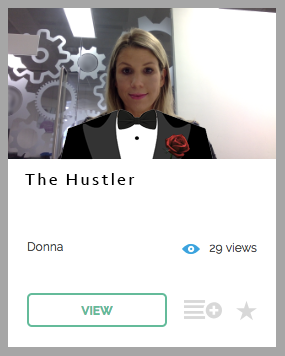 The Hustler
Donna
29 views
VIEW